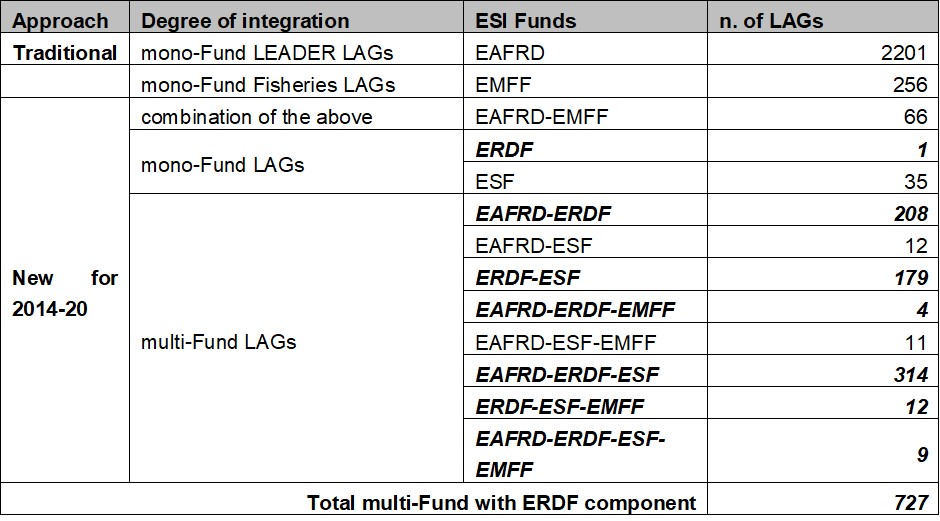 Approach Degree of integration ESI Funds n. of LAGs
Traditional mono-Fund LEADER LAGs EAFRD 2201
mono-Fund Fisheries LAGs EMFF 256
combination of the above EAFRD-EMFF 66
mono-Fund LAGs
ERDF 1
ESF 35
New for
2014-20
multi-Fund LAGs
EAFRD-ERDF 208
EAFRD-ESF 12
ERDF-ESF 179
EAFRD-ERDF-EMFF 4
EAFRD-ESF-EMFF 11
EAFRD-ERDF-ESF 314
ERDF-ESF-EMFF 12
EAFRD-ERDF-ESF-
EMFF 9
Total multi-Fund with ERDF component 727